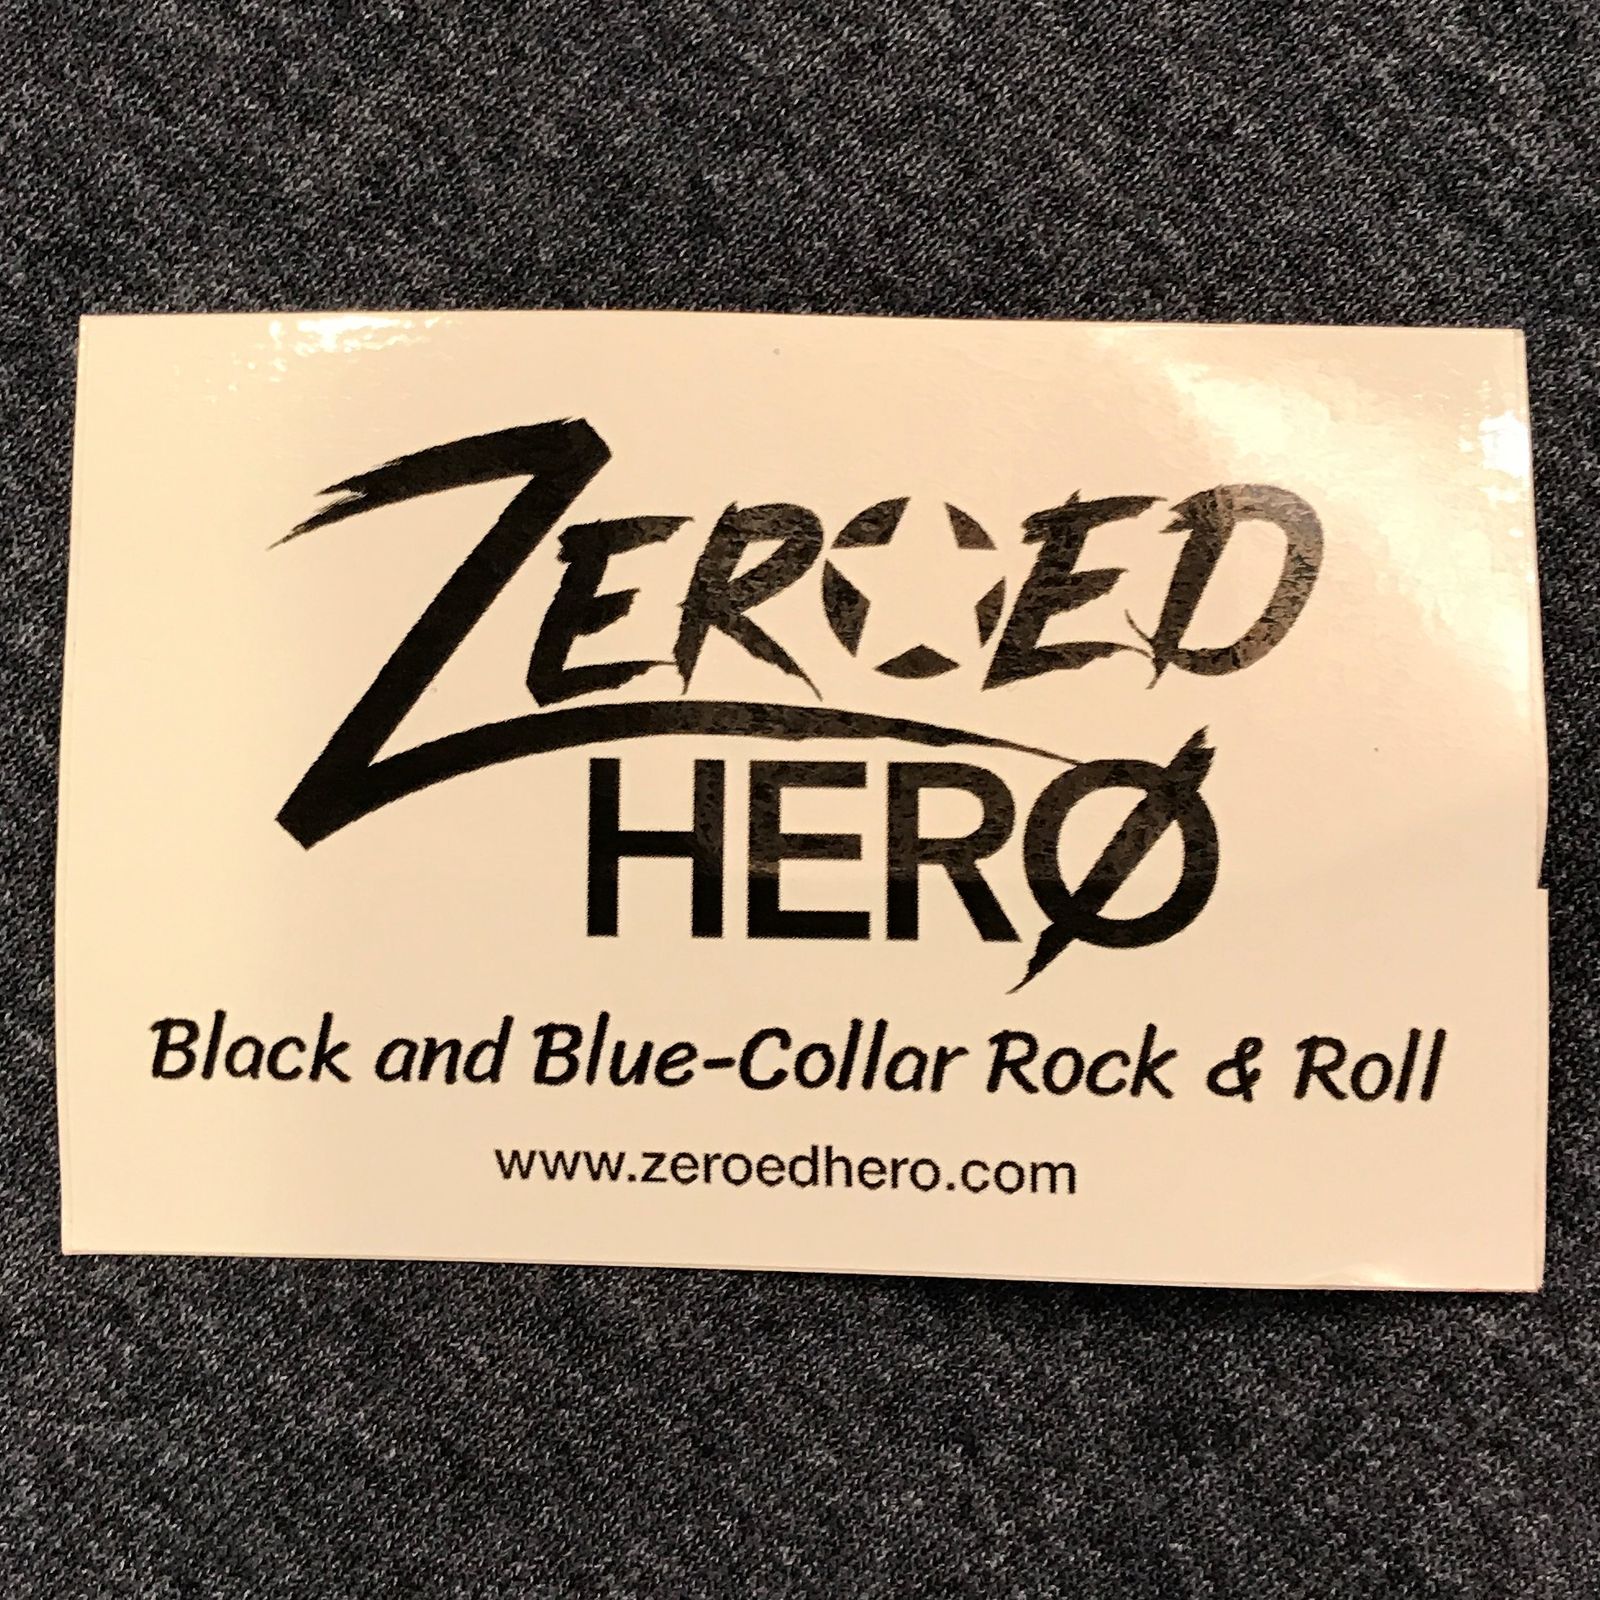 ZEROED
HERØ
Black and Blue-Collar Rock & Roll
www.zeroedhero.com